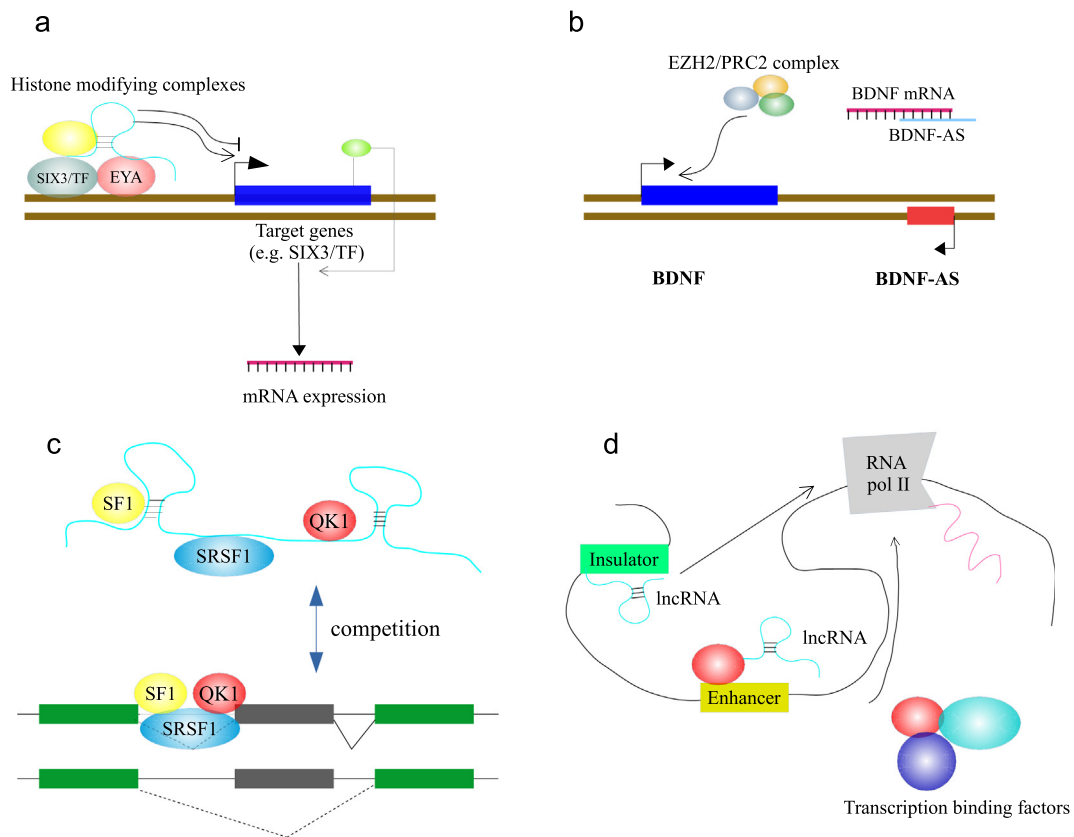 a
Histone modifying complexes
SIX3/TF
EYA
Target genes
(e.g. SIX3/TF)
mRNA expression
b
EZH2/PRC2 complex
BDNF mRNA
BDNF-AS
BDNF
BDNF-AS
c
SF1
QK1
SRSF1
competition
SF1
QK1
SRSF1
d
RNA
pol II
Insulator
lncRNA
lncRNA
Enhancer
Transcription binding factors